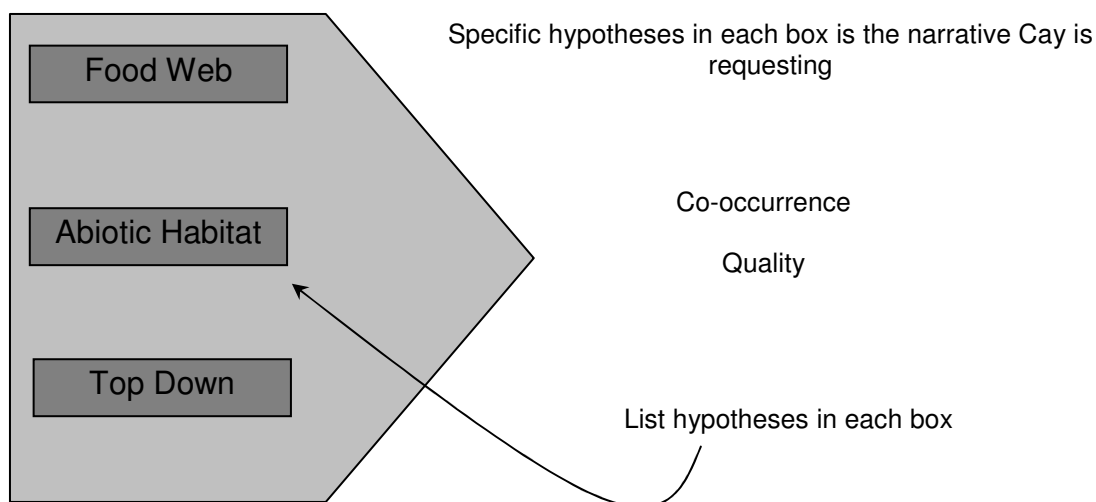 Food Web
Specific hypotheses in each box is the narrative Cay is
requesting
Abiotic Habitat
Co-occurrence
Quality
Top Down
List hypotheses in each box